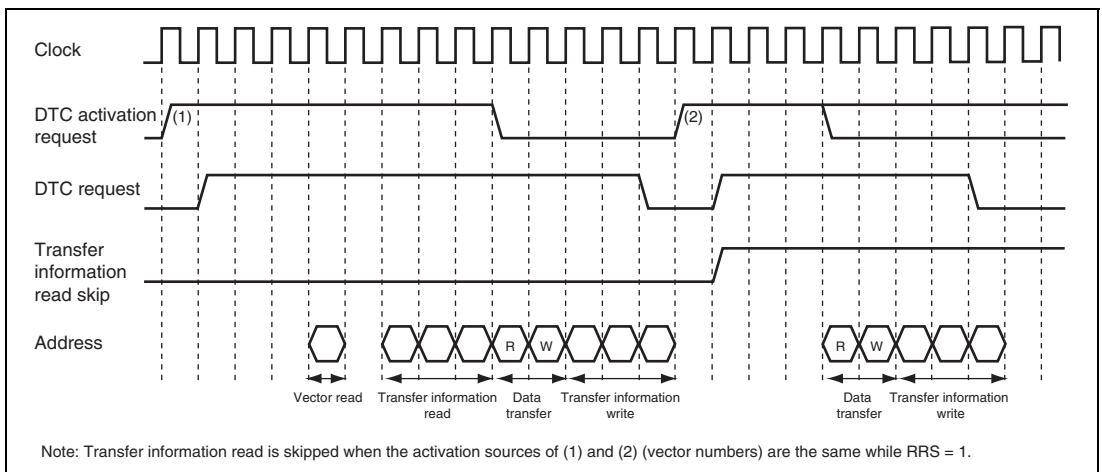 Clock
DTC activation
request
(1)
(2)
DTC request
Transfer
information
read skip
Address
R
W
R
W
Vector read
Transfer information
read
Data
transfer
Transfer information
write
Data
transfer
Transfer information
write
Note: Transfer information read is skipped when the activation sources of (1) and (2) (vector numbers) are the same while RRS = 1.